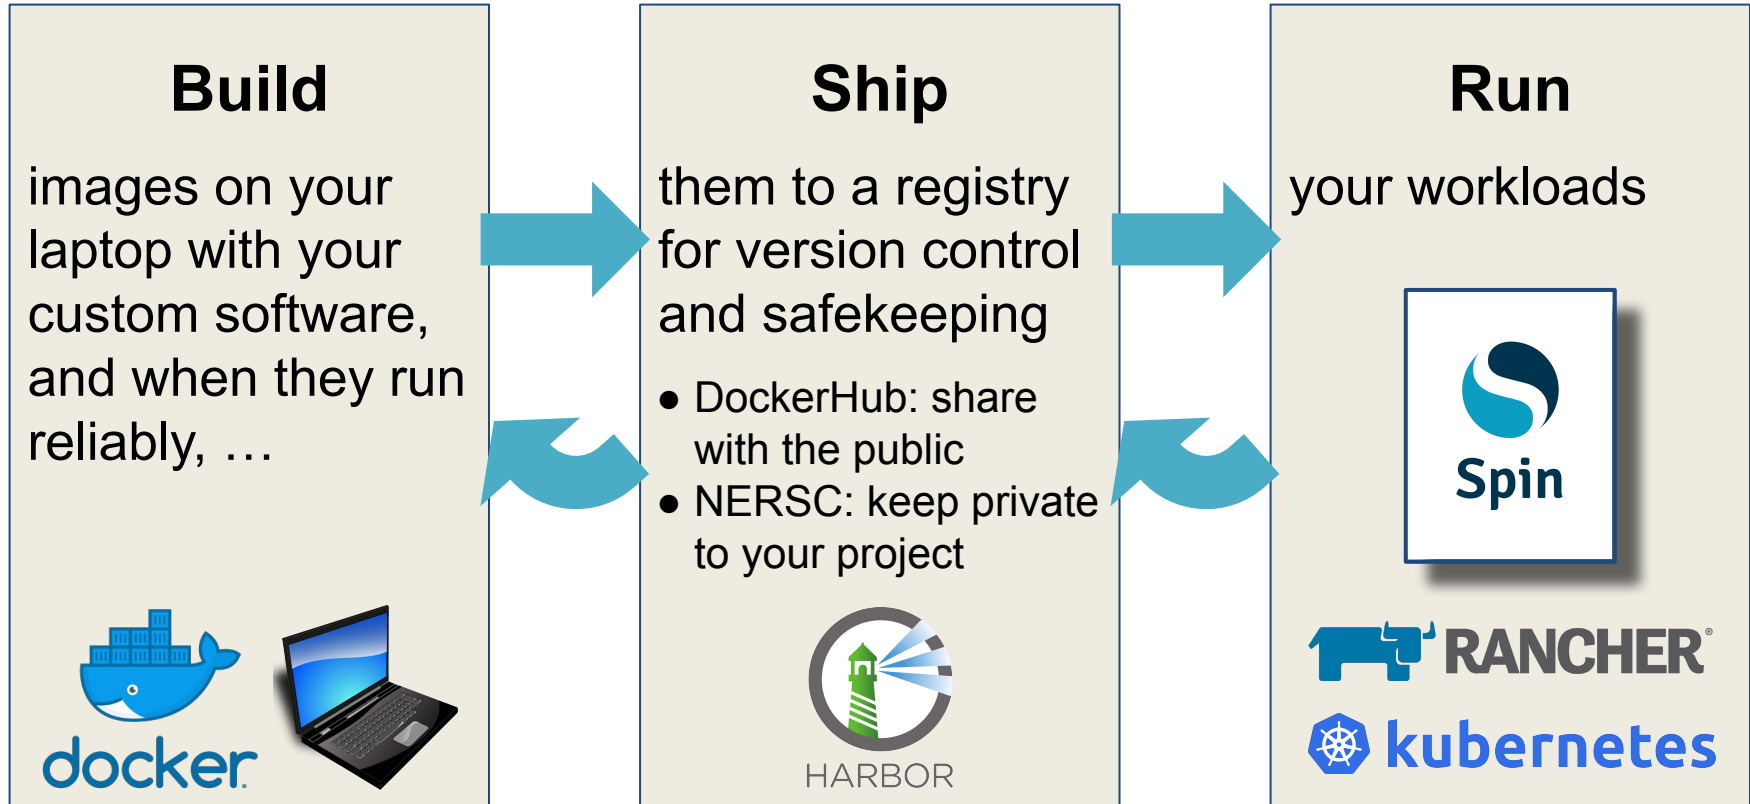 Build
images on your
laptop with your
custom software,
and when they run
reliably, …
docker
Ship
them to a registry
for version control
and safekeeping
● DockerHub: share
with the public
● NERSC: keep private
to your project
HARBOR
Run
your workloads
Spin
RANCHER®
kubernetes